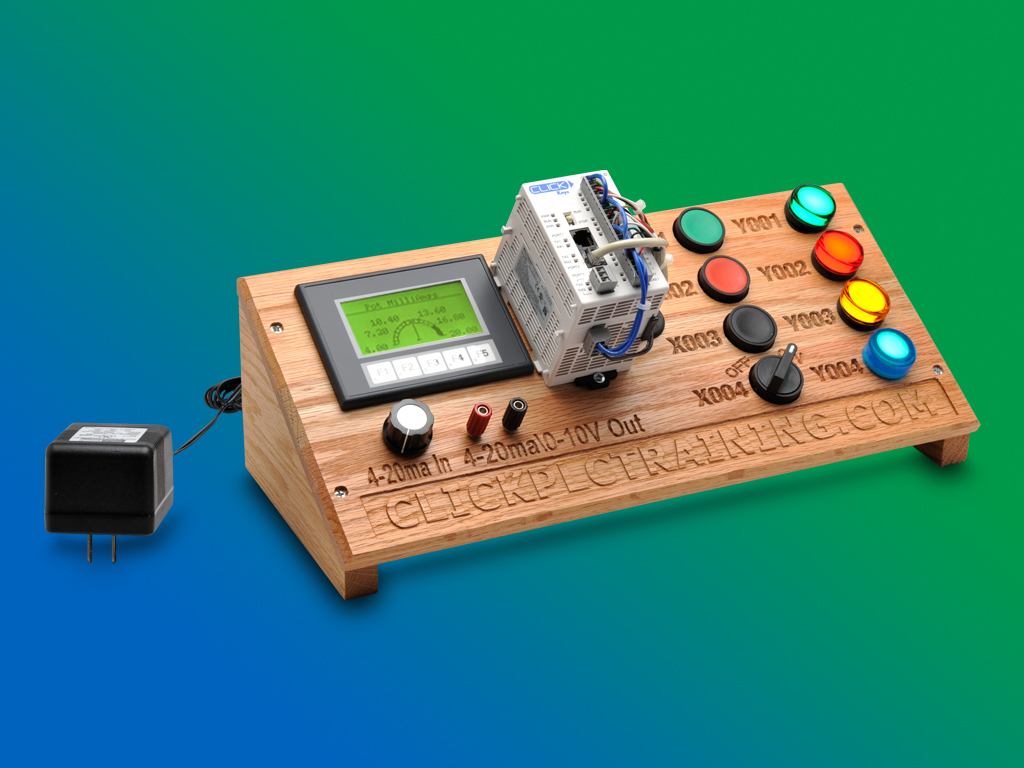 CLICK
Koyo
Pot MilliAmps
10.40 13.60
7.20 16.80
4.00 20.00
F1 F2 F3 F4 F5
4-20ma In 4-20ma\0-10V Out
CLICKPLCTRAINING.COM
Y001
Y002
X003 Y003
OFF
X004 Y004